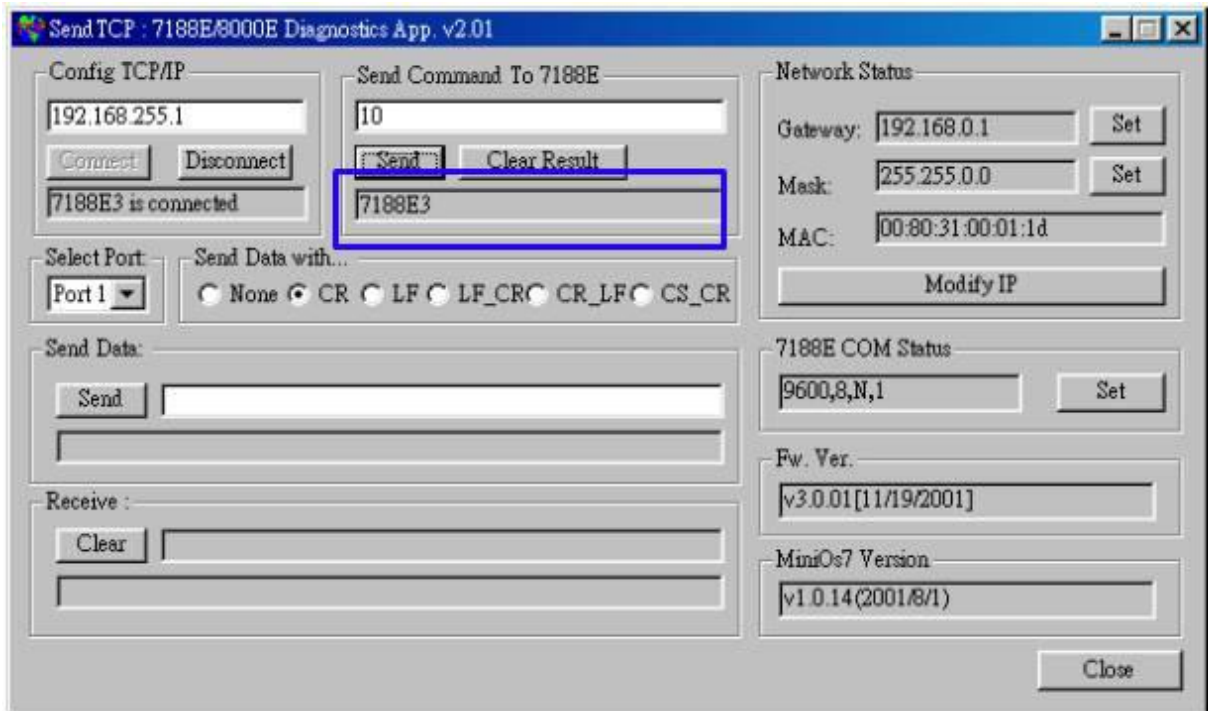 Send TCP : 7188E/8000E Diagnostics App. v2.01
Config TCP/IP
192.168.255.1
Connect Disconnect
7188E3 is connected
Send Command To 7188E
10
Send Clear Result
7188E3
Network Status
Gateway: 192.168.0.1 Set
Mask: 255.255.0.0 Set
MAC: 00:80:31:00:01:1d
Modify IP
Select Port:
Port 1
Send Data with...
None CR LF LF_CR CR_LF CS_CR
Send Data:
Send
7188E COM Status
9600,8,N,1 Set
Receive :
Clear
Fw. Ver.
v3.0.01[11/19/2001]
MiniOs7 Version
v1.0.14(2001/8/1)
Close